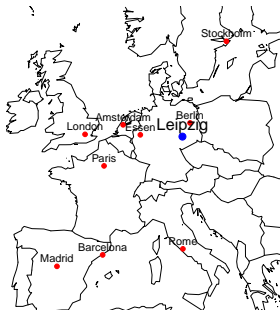 Stockholm
Amsterdam
Berlin
London
Essen
Leipzig
Paris
Barcelona
Rome
Madrid